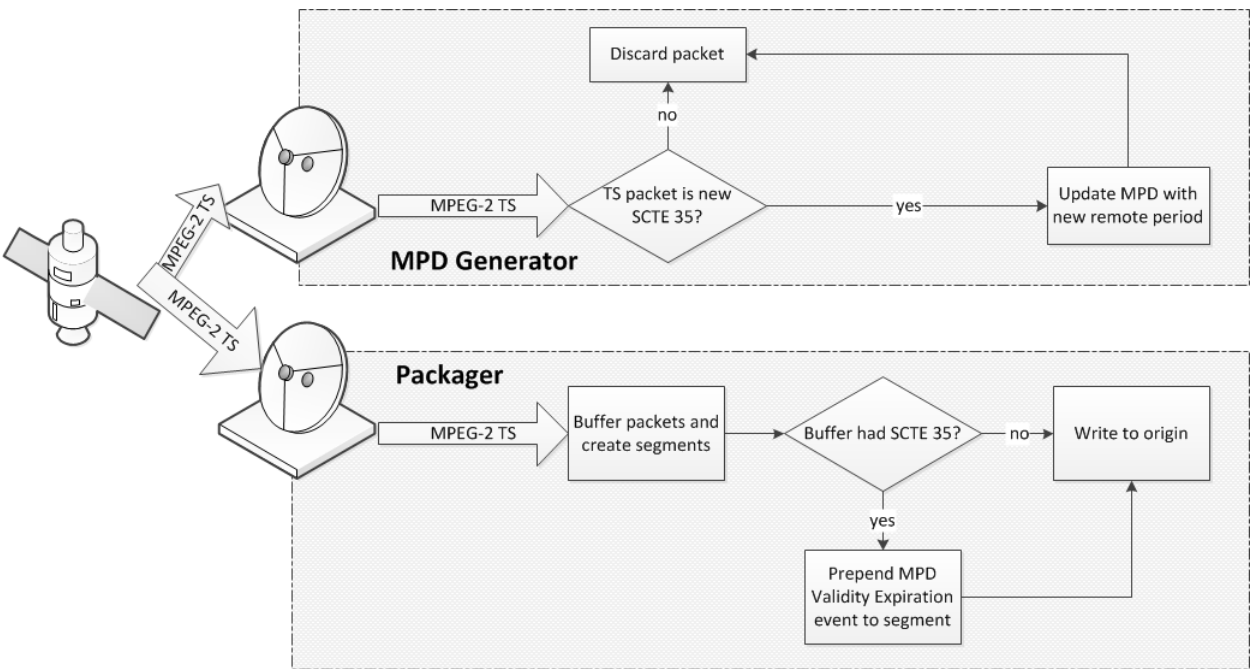 Discard packet
no
MPEG-2 TS
MPEG-2 TS
TS packet is new
SCTE 35?
yes
Update MPD with
new remote period
MPD Generator
MPEG-2 TS
Packager
MPEG-2 TS
Buffer packets and
create segments
Buffer had SCTE 35?
no
Write to origin
yes
Prepend MPD
Validity Expiration
event to segment